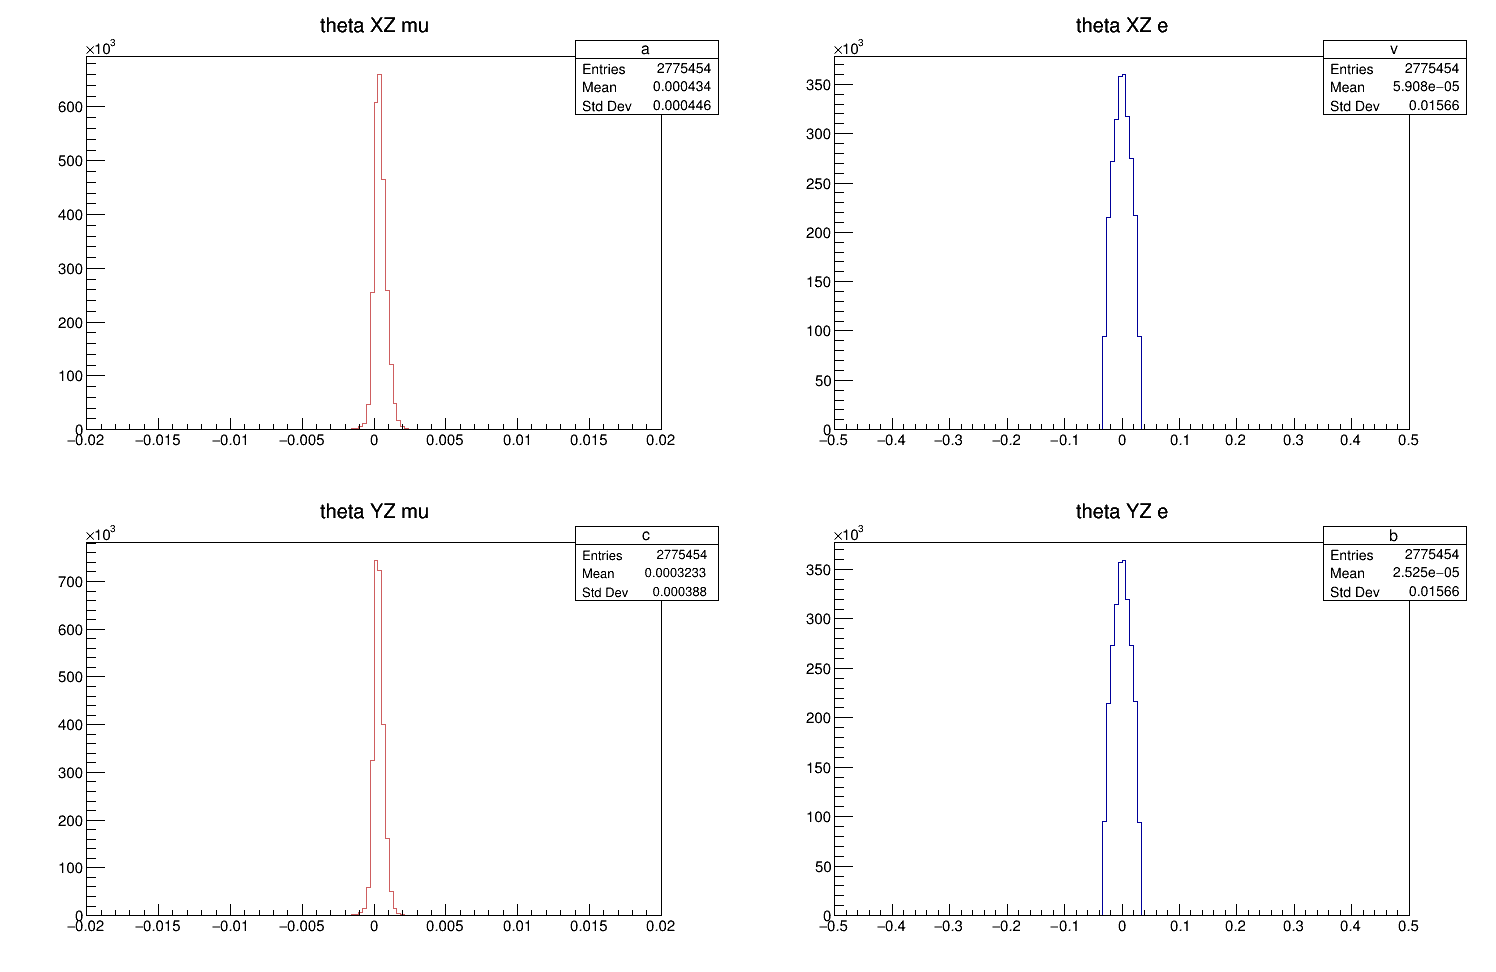 theta XZ mu
×10³
a
Entries 2775454
Mean 0.000434
Std Dev 0.000446
600
500
400
300
200
100
0
−0.02 −0.015 −0.01 −0.005 0 0.005 0.01 0.015 0.02
theta XZ e
×10³
v
Entries 2775454
Mean 5.908e−05
Std Dev 0.01566
350
300
250
200
150
100
50
0
−0.5 −0.4 −0.3 −0.2 −0.1 0 0.1 0.2 0.3 0.4 0.5
theta YZ mu
×10³
c
Entries 2775454
Mean 0.0003233
Std Dev 0.000388
700
600
500
400
300
200
100
0
−0.02 −0.015 −0.01 −0.005 0 0.005 0.01 0.015 0.02
theta YZ e
×10³
b
Entries 2775454
Mean 2.525e−05
Std Dev 0.01566
350
300
250
200
150
100
50
0
−0.5 −0.4 −0.3 −0.2 −0.1 0 0.1 0.2 0.3 0.4 0.5